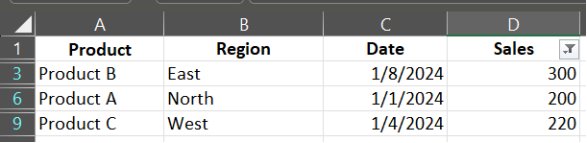 A B C D
1 Product Region Date Sales
3 Product B East 1/8/2024 300
6 Product A North 1/1/2024 200
9 Product C West 1/4/2024 220